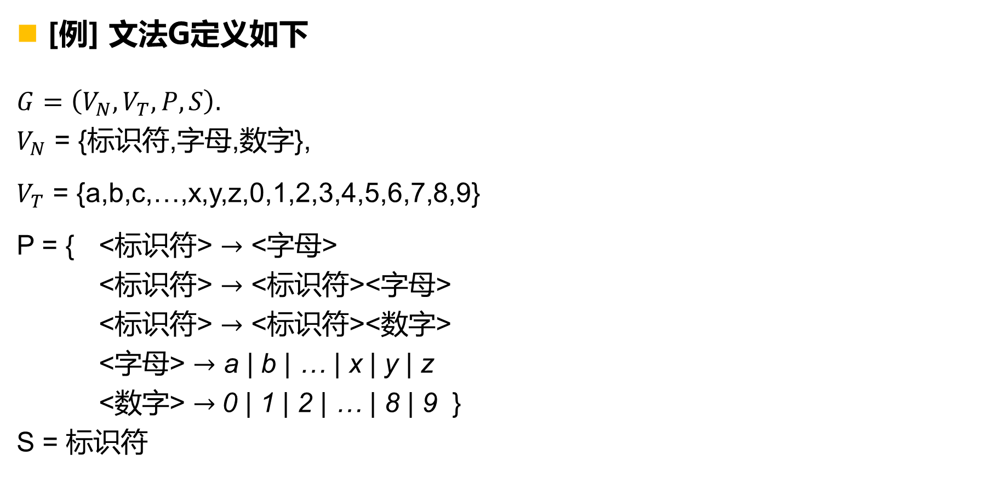 [例] 文法G定义如下
G = (V_N, V_T, P, S).
V_N = {标识符,字母,数字},
V_T = {a,b,c,…,x,y,z,0,1,2,3,4,5,6,7,8,9}
P = { <标识符> → <字母>
<标识符> → <标识符><字母>
<标识符> → <标识符><数字>
<字母> → a | b | … | x | y | z
<数字> → 0 | 1 | 2 | … | 8 | 9 }
S = 标识符